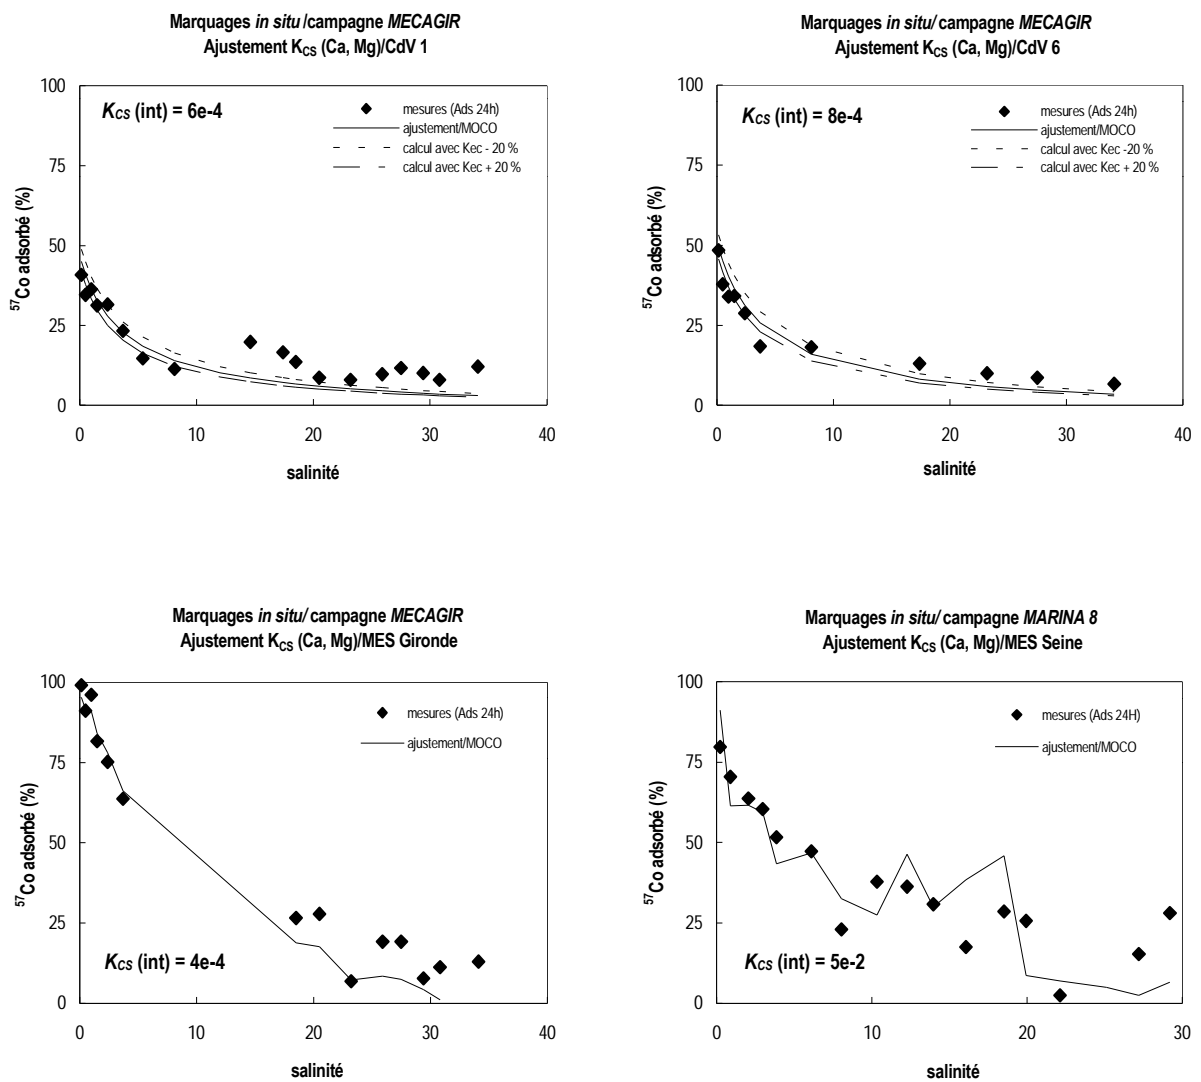 Marquages in situ/campagne MECAGIR
Ajustement KCS (Ca, Mg)/CdV 1
KCS (int) = 6e-4
mesures (Ads 24h)
ajustement/MOCO
calcul avec Kec - 20 %
calcul avec Kec + 20 %
100
75
50
25
0
57Co adsorbé (%)
0 10 20 30 40
salinité
Marquages in situ/ campagne MECAGIR
Ajustement KCS (Ca, Mg)/CdV 6
KCS (int) = 8e-4
mesures (Ads 24h)
ajustement/MOCO
calcul avec Kec -20 %
calcul avec Kec + 20 %
100
75
50
25
0
57Co adsorbé (%)
0 10 20 30 40
salinité
Marquages in situ/ campagne MECAGIR
Ajustement KCS (Ca, Mg)/MES Gironde
mesures (Ads 24h)
ajustement/MOCO
KCS (int) = 4e-4
100
75
50
25
0
57Co adsorbé (%)
0 10 20 30 40
salinité
Marquages in situ/ campagne MARINA 8
Ajustement KCS (Ca, Mg)/MES Seine
mesures (Ads 24H)
ajustement/MOCO
KCS (int) = 5e-2
100
75
50
25
0
57Co adsorbé (%)
0 10 20 30
salinité